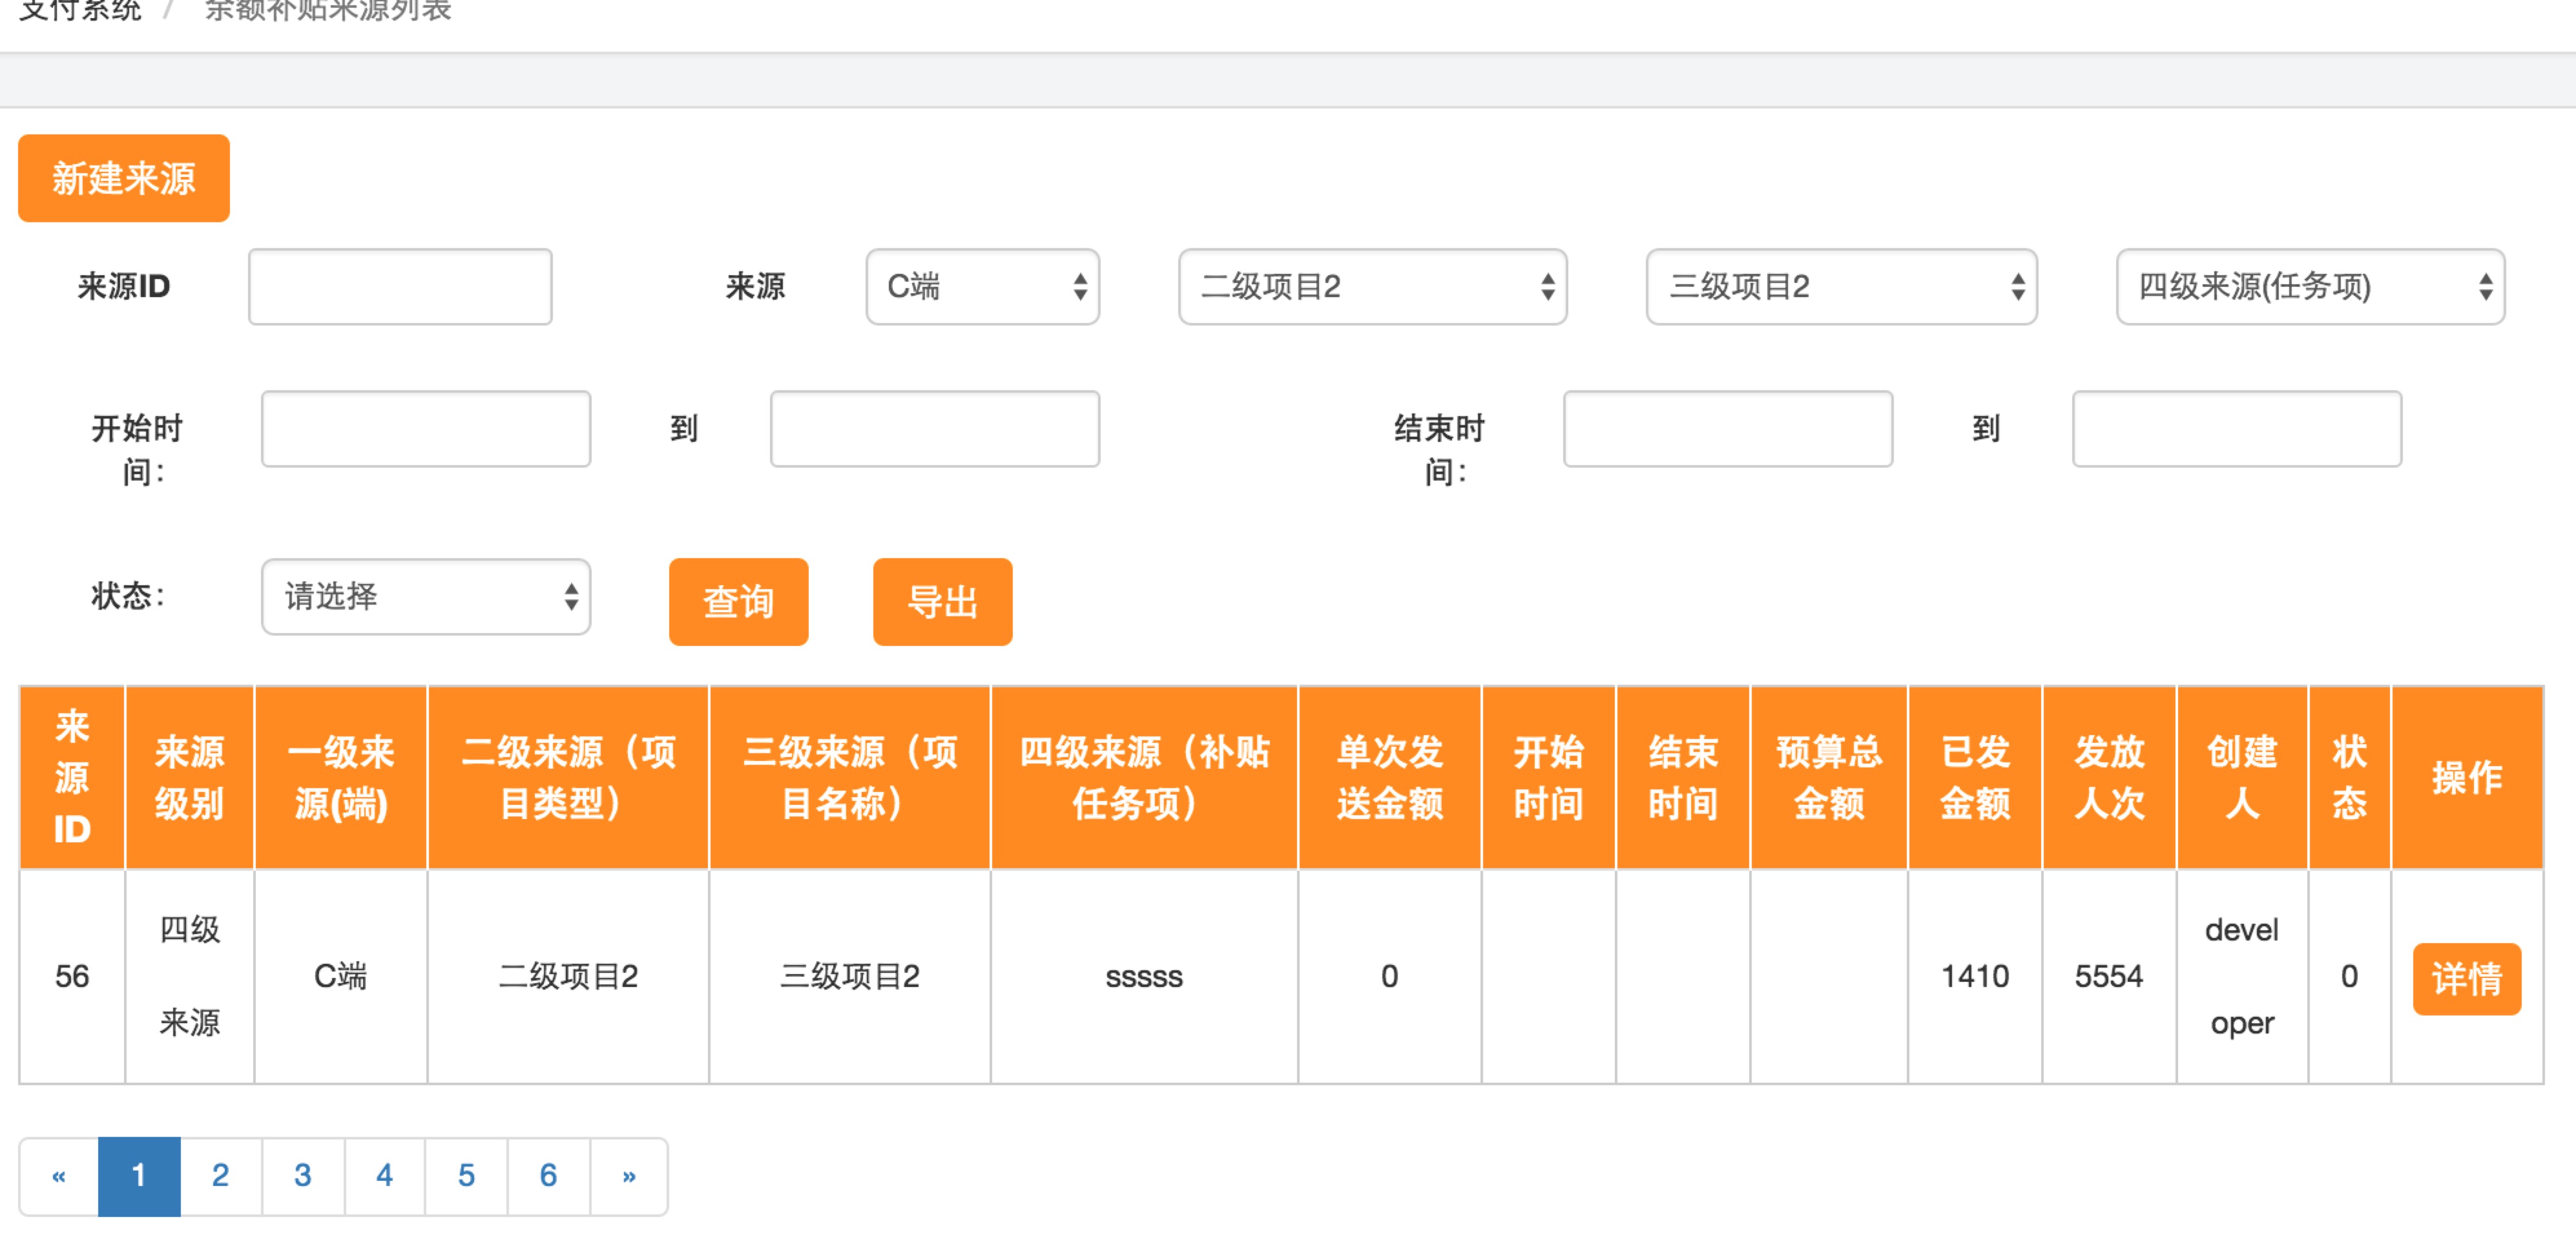 支付系统 / 余额补贴来源列表
新建来源
来源ID
来源
C端
二级项目2
三级项目2
四级来源(任务项)
开始时
间:
到
结束时
间:
到
状态:
请选择
查询
导出
来
源
ID
来源
级别
一级来
源(端)
二级来源（项
目类型）
三级来源（项
目名称）
四级来源（补贴
任务项）
单次发
送金额
开始
时间
结束
时间
预算总
金额
已发
金额
发放
人次
创建
人
状
态
操作
56
四级
来源
C端
二级项目2
三级项目2
sssss
0
1410
5554
devel
oper
0
详情
« 1 2 3 4 5 6 »